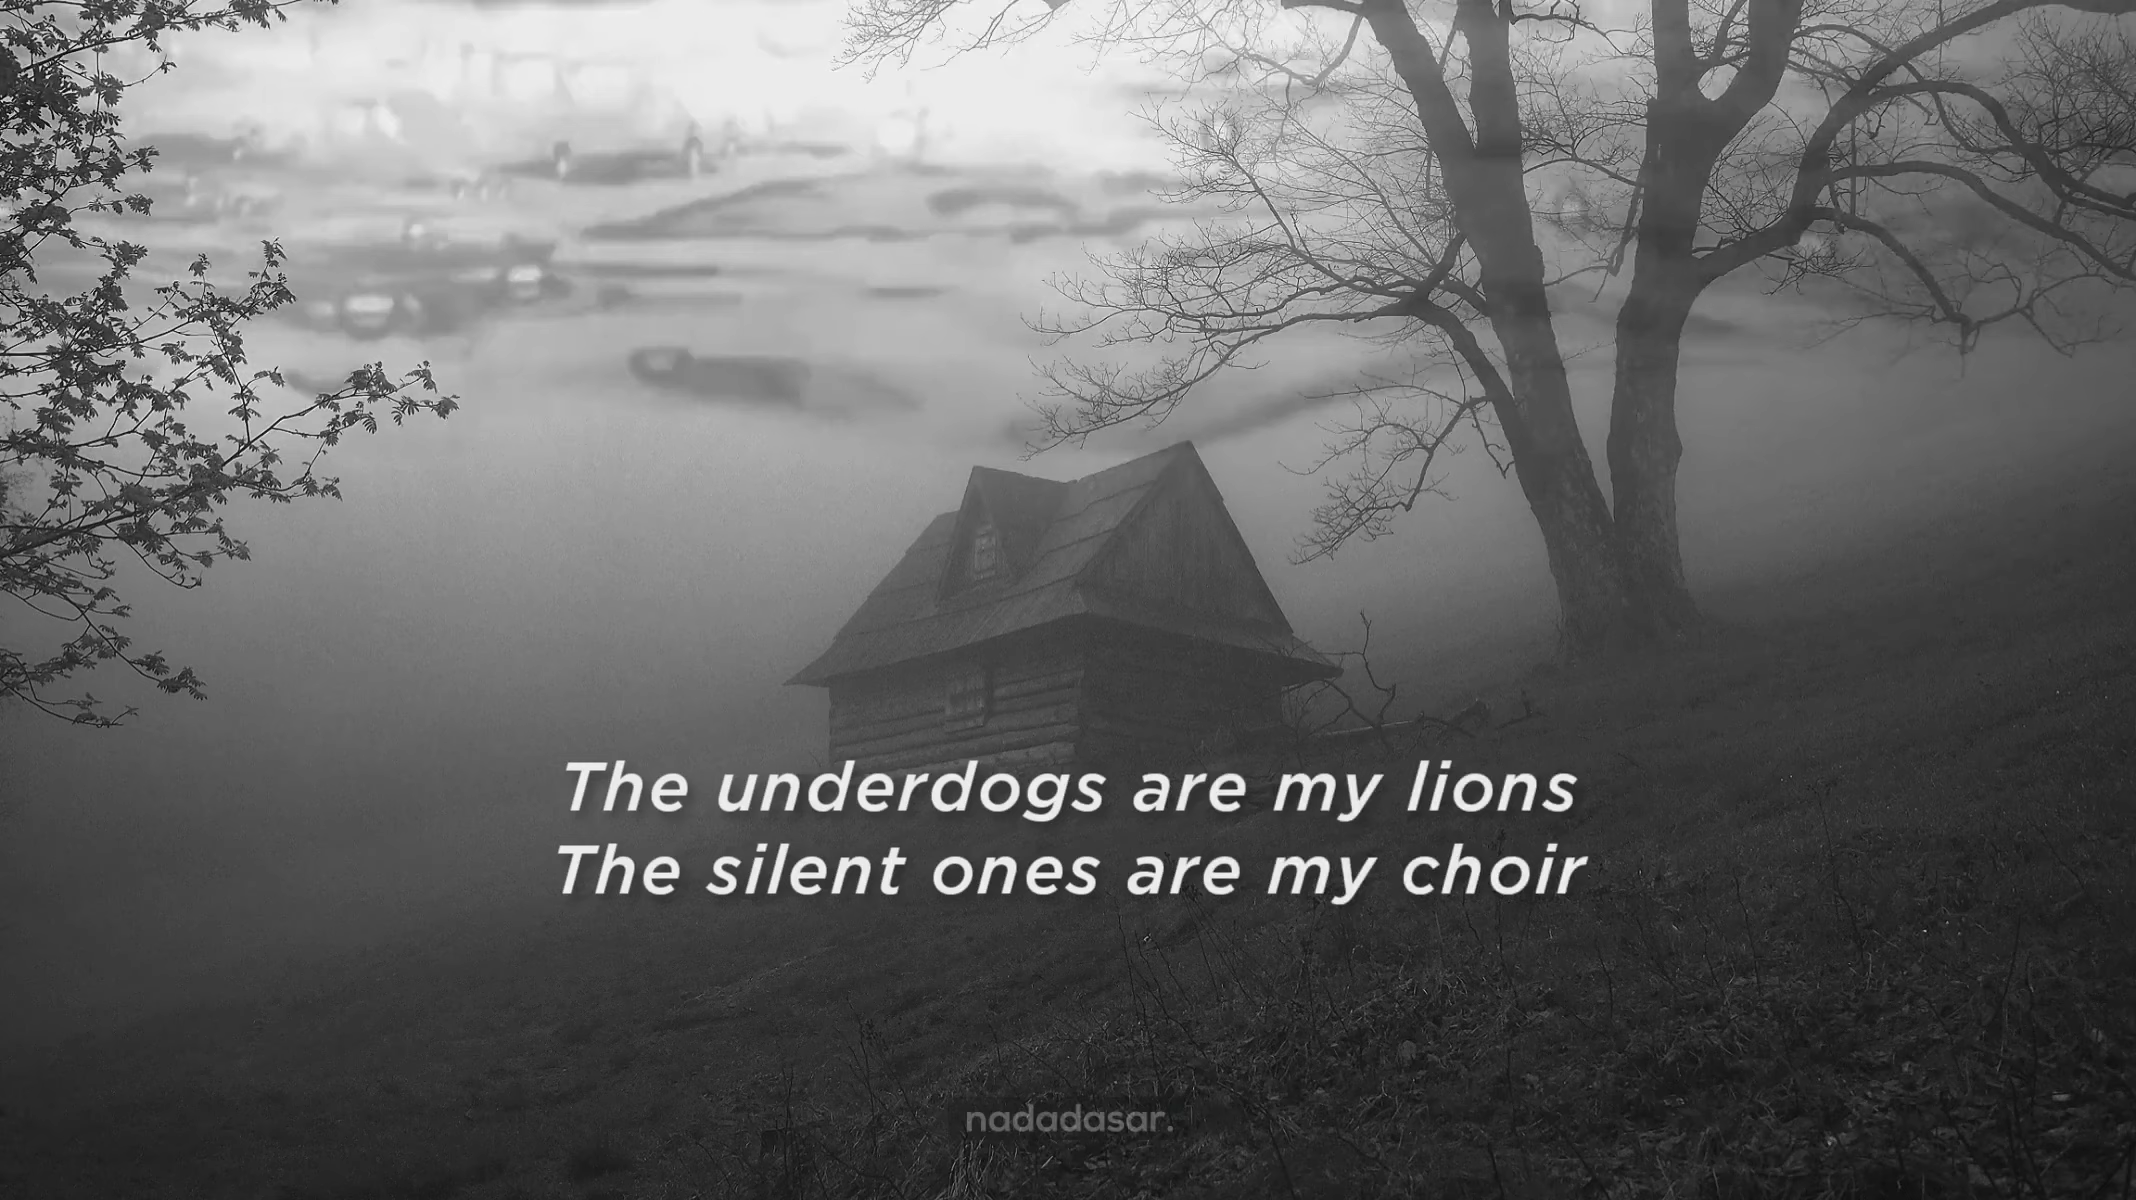 The underdogs are my lions
The silent ones are my choir
nadadasar.